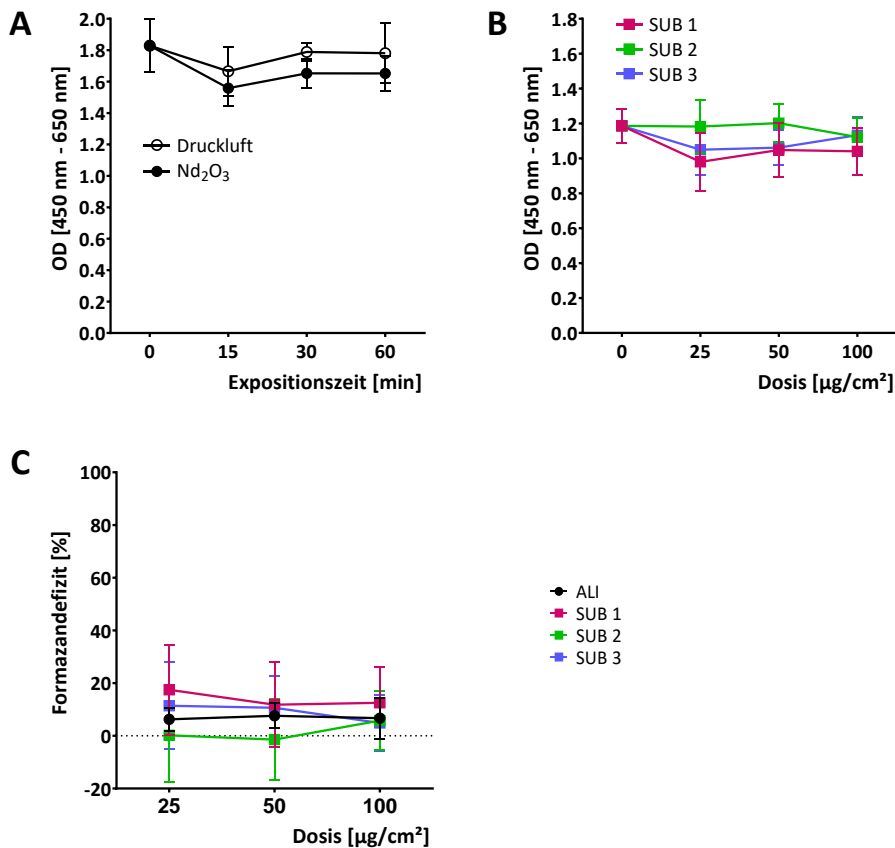 A
OD [450 nm - 650 nm]
2.0
1.8
1.6
1.4
1.2
1.0
0.8
0.6
0.4
0.2
0.0
Druckluft
Nd₂O₃
0 15 30 60
Expositionszeit [min]
B
OD [450 nm - 650 nm]
1.8
1.6
1.4
1.2
1.0
0.8
0.6
0.4
0.2
0.0
SUB 1
SUB 2
SUB 3
0 25 50 100
Dosis [µg/cm²]
C
Formazandefizit [%]
100
80
60
40
20
0
-20
25 50 100
Dosis [µg/cm²]
ALI
SUB 1
SUB 2
SUB 3